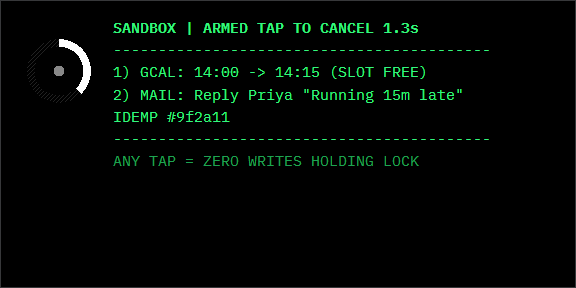 SANDBOX | ARMED TAP TO CANCEL 1.3s
------------------------------------------
1) GCAL: 14:00 -> 14:15 (SLOT FREE)
2) MAIL: Reply Priya "Running 15m late"
IDEMP #9f2a11
------------------------------------------
ANY TAP = ZERO WRITES HOLDING LOCK